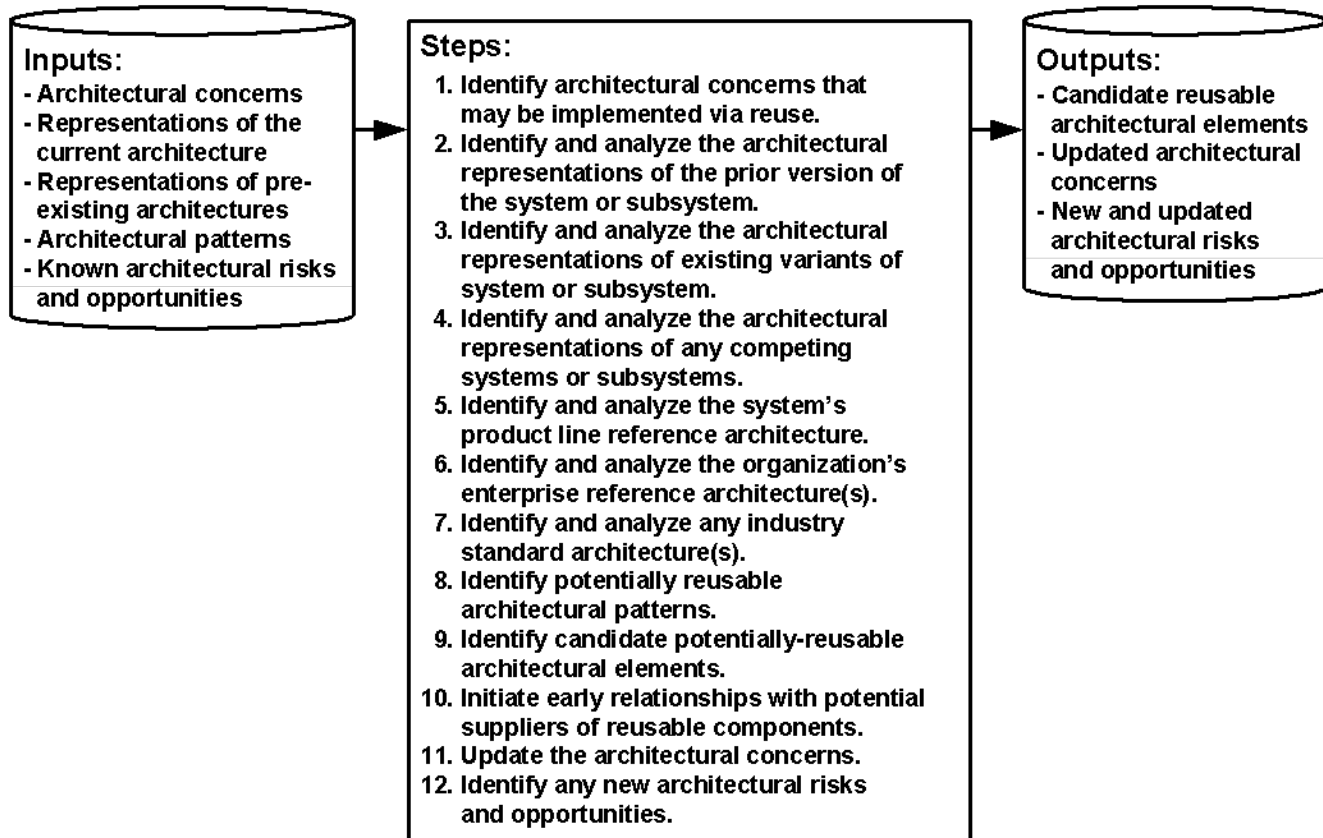 Inputs:
- Architectural concerns
- Representations of the
current architecture
- Representations of pre-
existing architectures
- Architectural patterns
- Known architectural risks
and opportunities
Steps:
1. Identify architectural concerns that
may be implemented via reuse.
2. Identify and analyze the architectural
representations of the prior version of
the system or subsystem.
3. Identify and analyze the architectural
representations of existing variants of
system or subsystem.
4. Identify and analyze the architectural
representations of any competing
systems or subsystems.
5. Identify and analyze the system's
product line reference architecture.
6. Identify and analyze the organization's
enterprise reference architecture(s).
7. Identify and analyze any industry
standard architecture(s).
8. Identify potentially reusable
architectural patterns.
9. Identify candidate potentially-reusable
architectural elements.
10. Initiate early relationships with potential
suppliers of reusable components.
11. Update the architectural concerns.
12. Identify any new architectural risks
and opportunities.
Outputs:
- Candidate reusable
architectural elements
- Updated architectural
concerns
- New and updated
architectural risks
and opportunities